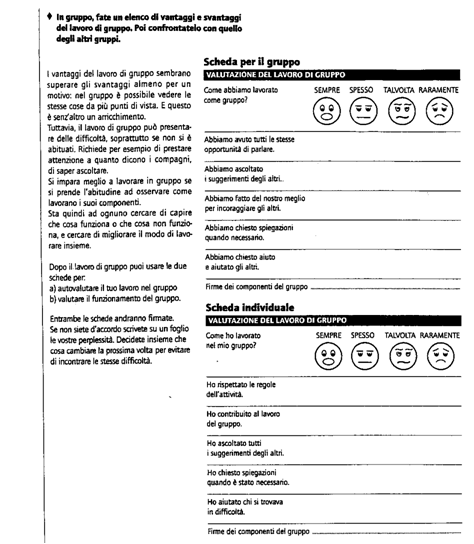 ♦ In gruppo, fate un elenco di vantaggi e svantaggi
del lavoro di gruppo. Poi confrontatelo con quello
degli altri gruppi.
I vantaggi del lavoro di gruppo sembrano
superare gli svantaggi almeno per un
motivo: nel gruppo è possibile vedere le
stesse cose da più punti di vista. E questo
è senz'altro un arricchimento.
Tuttavia, il lavoro di gruppo può presenta-
re delle difficoltà, soprattutto se non si è
abituati. Richiede per esempio di prestare
attenzione a quanto dicono i compagni,
di saper ascoltare.
Si impara meglio a lavorare in gruppo se
si prende l'abitudine ad osservare come
lavorano i suoi componenti.
Sta quindi ad ognuno cercare di capire
che cosa funziona o che cosa non funzio-
na, e cercare di migliorare il modo di lavo-
rare insieme.
Dopo il lavoro di gruppo puoi usare le due
schede per:
a) autovalutare il tuo lavoro nel gruppo
b) valutare il funzionamento del gruppo.
Entrambe le schede andranno firmate.
Se non siete d'accordo scrivete su un foglio
le vostre perplessità. Decidete insieme che
cosa cambiare la prossima volta per evitare
di incontrare le stesse difficoltà.
Scheda per il gruppo
VALUTAZIONE DEL LAVORO DI GRUPPO
Come abbiamo lavorato SEMPRE SPESSO TALVOLTA RARAMENTE
come gruppo?
Abbiamo avuto tutti le stesse
opportunità di parlare.
Abbiamo ascoltato
i suggerimenti degli altri.
Abbiamo fatto del nostro meglio
per incoraggiare gli altri.
Abbiamo chiesto spiegazioni
quando necessario.
Abbiamo chiesto aiuto
e aiutato gli altri.
Firme dei componenti del gruppo
Scheda individuale
VALUTAZIONE DEL LAVORO DI GRUPPO
Come ho lavorato SEMPRE SPESSO TALVOLTA RARAMENTE
nel mio gruppo?
Ho rispettato le regole
dell'attività.
Ho contribuito al lavoro
del gruppo.
Ho ascoltato tutti
i suggerimenti degli altri.
Ho chiesto spiegazioni
quando è stato necessario.
Ho aiutato chi si trovava
in difficoltà.
Firme dei componenti del gruppo